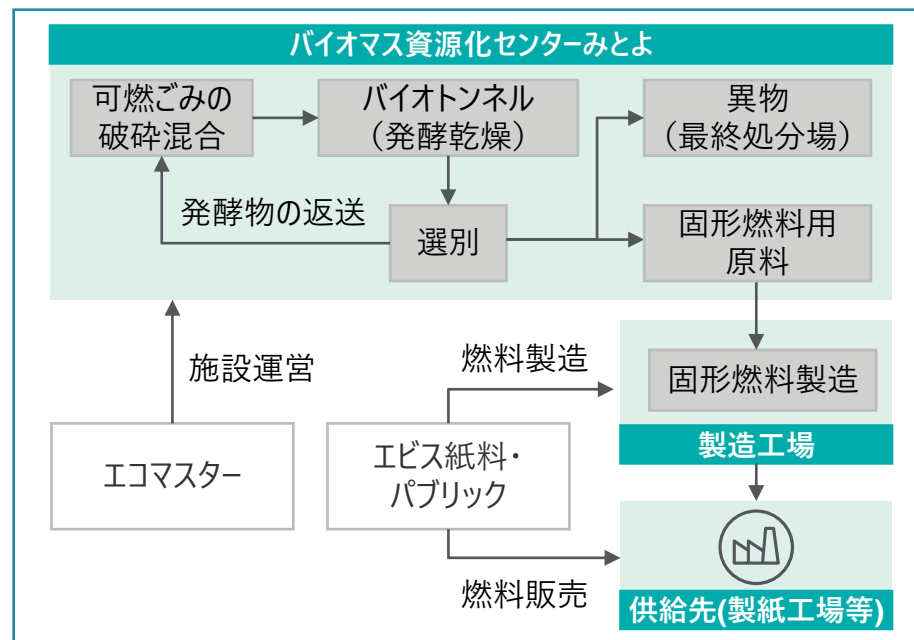 バイオマス資源化センターみとよ
可燃ごみの
破砕混合
バイオトンネル
（発酵乾燥）
異物
（最終処分場）
発酵物の返送
選別
固形燃料用
原料
施設運営
燃料製造
固形燃料製造
製造工場
エコマスター
エビス紙料・
パブリック
燃料販売
供給先(製紙工場等)